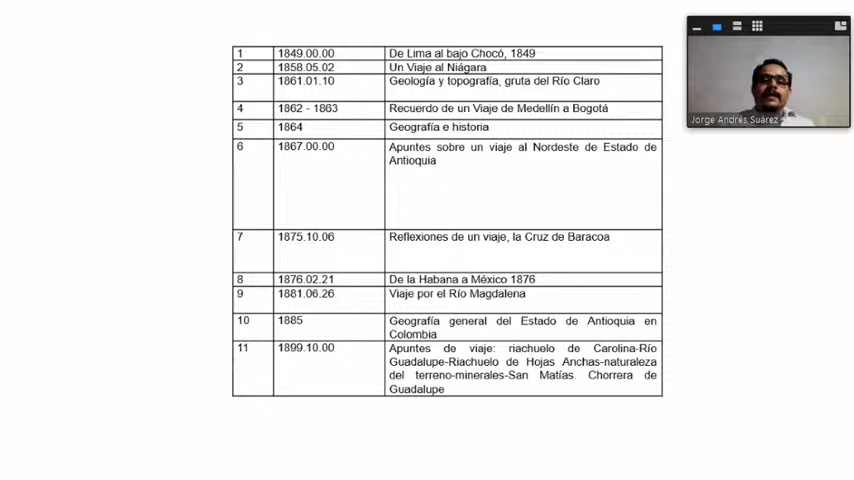 1 1849.00.00 De Lima al bajo Chocó, 1849
2 1858.05.02 Un Viaje al Niágara
3 1861.01.10 Geología y topografía, gruta del Río Claro
4 1862 - 1863 Recuerdo de un Viaje de Medellín a Bogotá
5 1864 Geografía e historia
6 1867.00.00 Apuntes sobre un viaje al Nordeste de Estado de
Antioquia
7 1875.10.06 Reflexiones de un viaje, la Cruz de Baracoa
8 1876.02.21 De la Habana a México 1876
9 1881.06.26 Viaje por el Río Magdalena
10 1885 Geografía general del Estado de Antioquia en
Colombia
11 1899.10.00 Apuntes de viaje: riachuelo de Carolina-Río
Guadalupe-Riachuelo de Hojas Anchas-naturaleza
del terreno-minerales-San Matías. Chorrera de
Guadalupe
Jorge Andrés Suárez